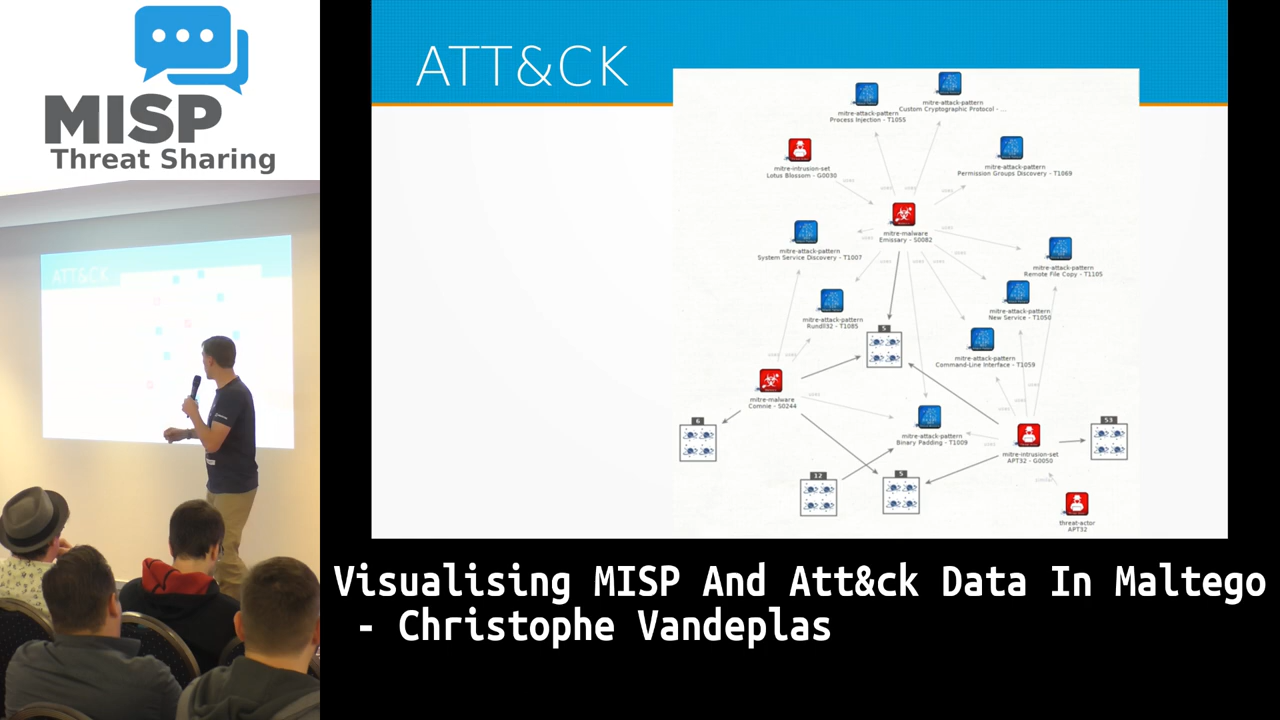 MISP
Threat Sharing
ATT&CK
ATT&CK
mitre-attack-pattern
Custom Cryptographic Protocol - ...
mitre-attack-pattern
Process Injection - T1055
mitre-intrusion-set
Lotus Blossom - G0030
mitre-attack-pattern
Permission Groups Discovery - T1069
mitre-malware
Emissary - S0082
mitre-attack-pattern
System Service Discovery - T1007
mitre-attack-pattern
Remote File Copy - T1105
mitre-attack-pattern
New Service - T1050
mitre-attack-pattern
Rundll32 - T1085
5
mitre-attack-pattern
Command-Line Interface - T1059
mitre-malware
Comnie - S0244
6
mitre-attack-pattern
Binary Padding - T1009
53
mitre-intrusion-set
APT32 - G0050
12
5
threat-actor
APT32
Visualising MISP And Att&ck Data In Maltego
- Christophe Vandeplas